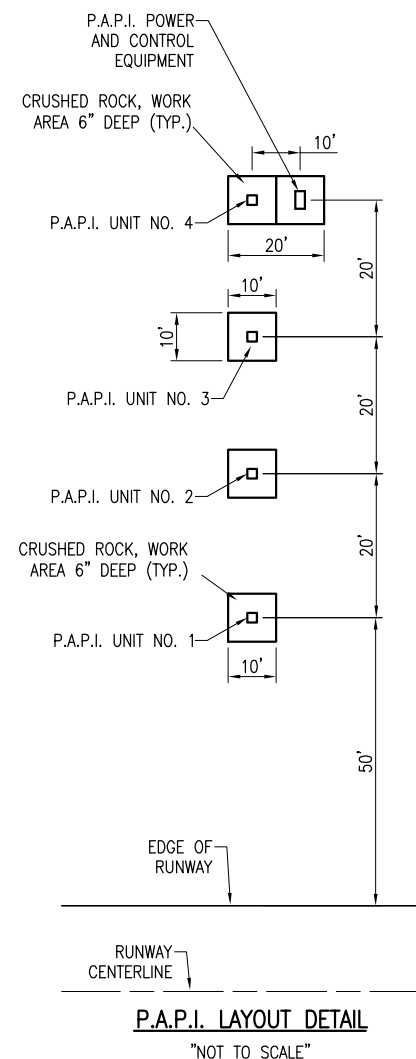 P.A.P.I. POWER
AND CONTROL
EQUIPMENT
CRUSHED ROCK, WORK
AREA 6" DEEP (TYP.)
10'
P.A.P.I. UNIT NO. 4
20'
20'
10'
10'
P.A.P.I. UNIT NO. 3
20'
P.A.P.I. UNIT NO. 2
20'
CRUSHED ROCK, WORK
AREA 6" DEEP (TYP.)
P.A.P.I. UNIT NO. 1
10'
50'
EDGE OF
RUNWAY
RUNWAY
CENTERLINE
P.A.P.I. LAYOUT DETAIL
"NOT TO SCALE"